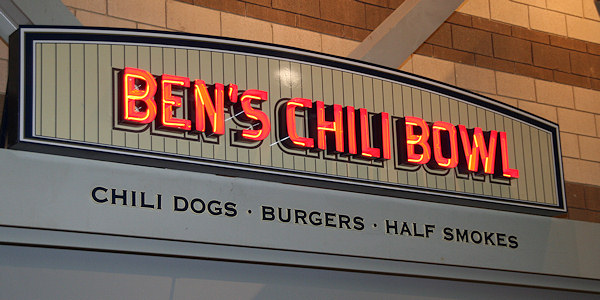 BEN'S CHILI BOWL
CHILI DOGS · BURGERS · HALF SMOKES